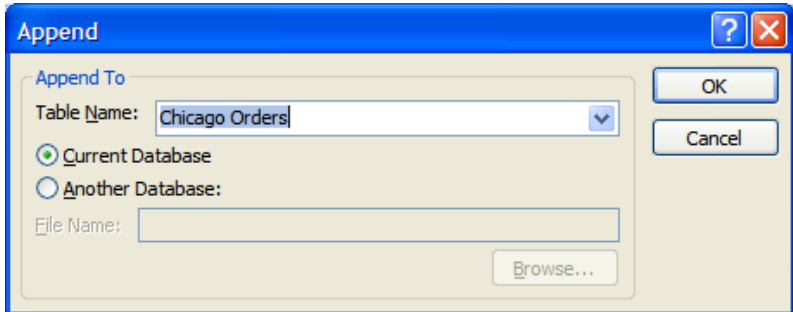 Append
Append To
OK
Table Name: Chicago Orders
Cancel
Current Database
Another Database:
File Name:
Browse...